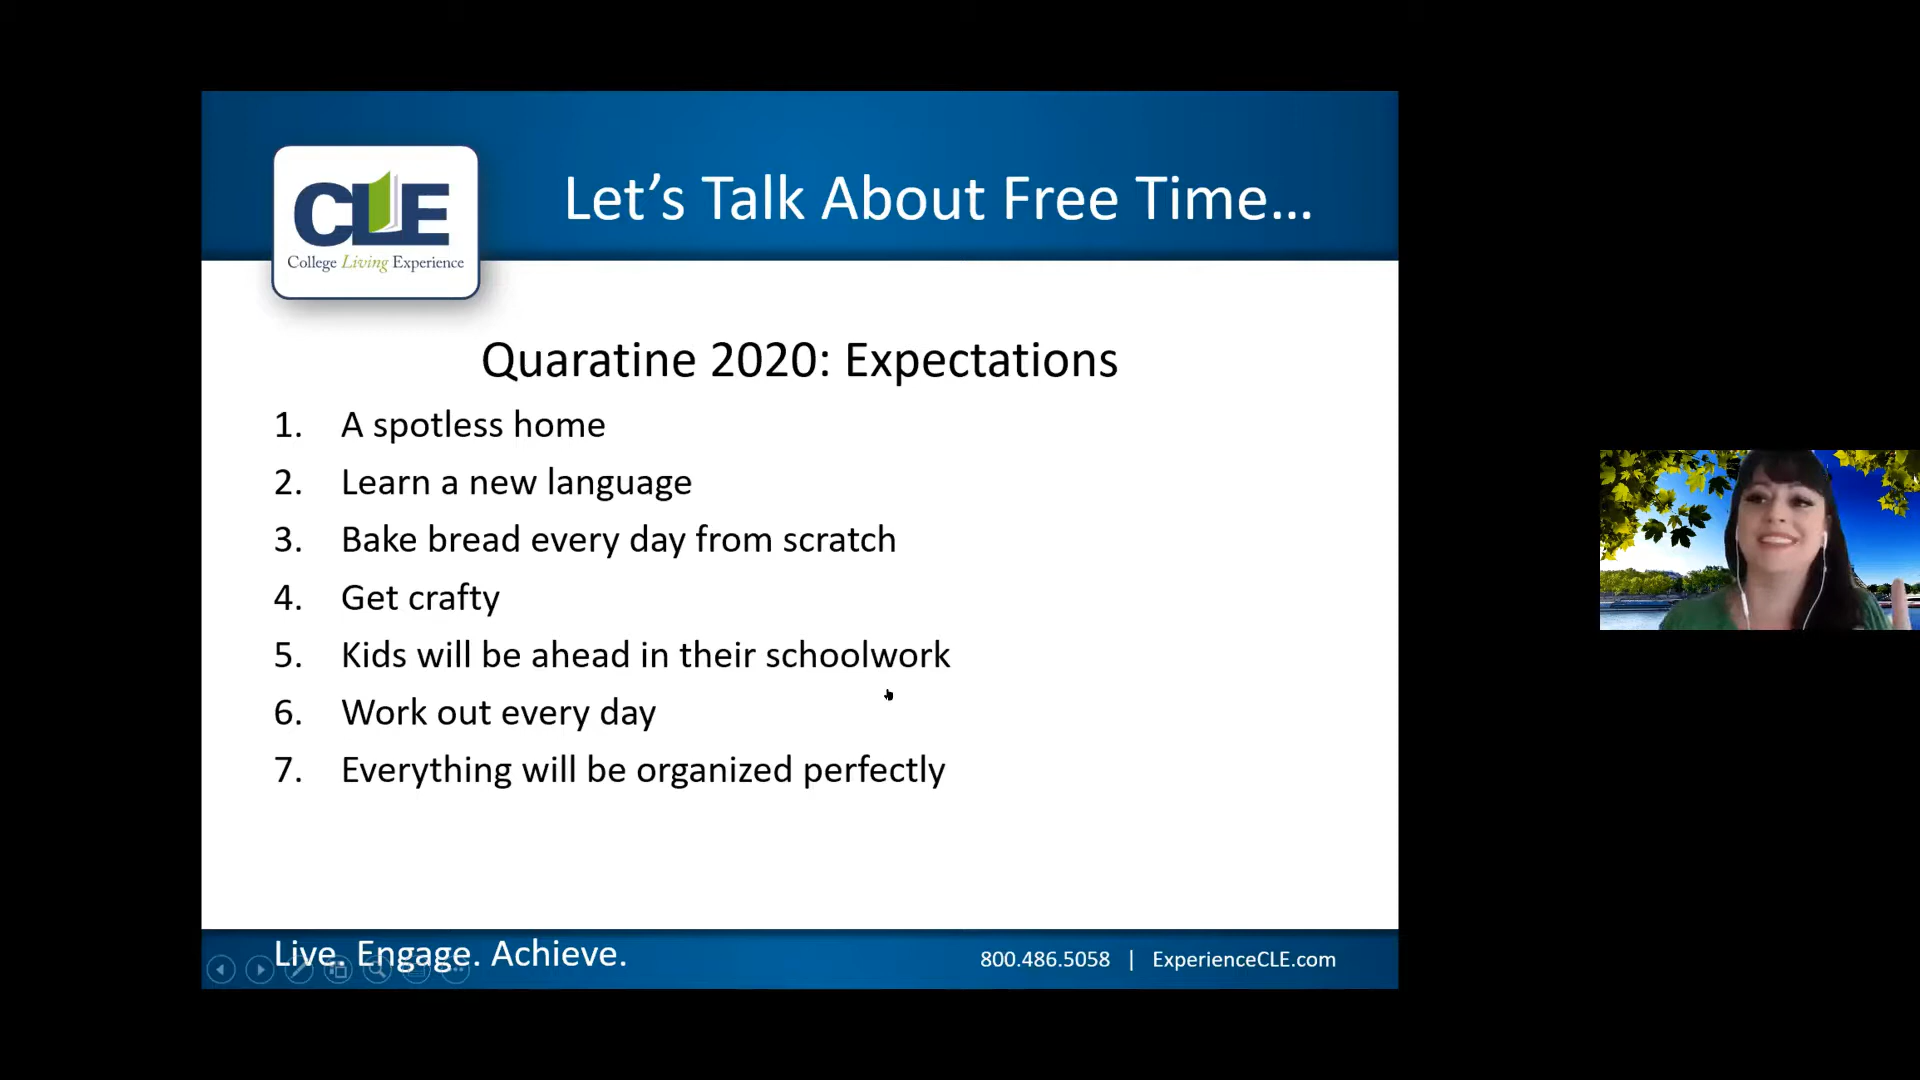 CLE
College Living Experience
Let’s Talk About Free Time...
Quaratine 2020: Expectations
1. A spotless home
2. Learn a new language
3. Bake bread every day from scratch
4. Get crafty
5. Kids will be ahead in their schoolwork
6. Work out every day
7. Everything will be organized perfectly
Live. Engage. Achieve.
800.486.5058 | ExperienceCLE.com